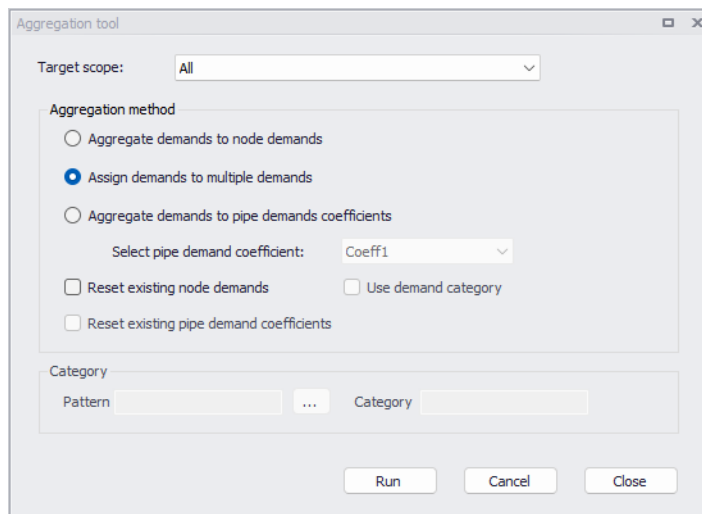 Aggregation tool
Target scope: All
Aggregation method
Aggregate demands to node demands
Assign demands to multiple demands
Aggregate demands to pipe demands coefficients
Select pipe demand coefficient: Coeff1
Reset existing node demands Use demand category
Reset existing pipe demand coefficients
Category
Pattern ... Category
Run Cancel Close